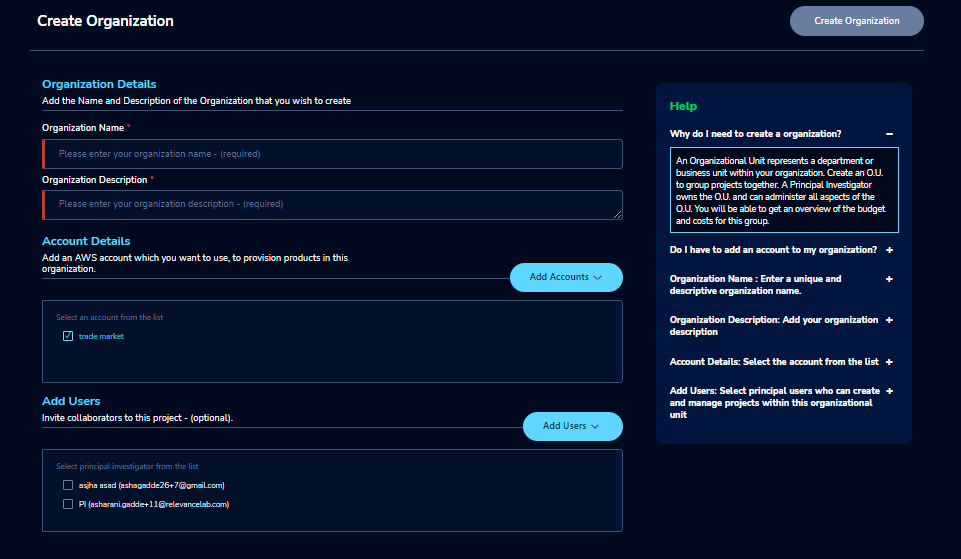 Create Organization
Create Organization
Organization Details
Add the Name and Description of the Organization that you wish to create
Organization Name *
Please enter your organization name - (required)
Organization Description *
Please enter your organization description - (required)
Account Details
Add an AWS account which you want to use, to provision products in this
organization.
Add Accounts
Select an account from the list
trade market
Add Users
Invite collaborators to this project - (optional).
Add Users
Select principal investigator from the list
asjha asad (ashagadde26+7@gmail.com)
PI (asharani.gadde+11@relevancelab.com)
Help
Why do I need to create a organization? −
An Organizational Unit represents a department or
business unit within your organization. Create an O.U.
to group projects together. A Principal Investigator
owns the O.U. and can administer all aspects of the
O.U. You will be able to get an overview of the budget
and costs for this group.
Do I have to add an account to my organization? +
Organization Name : Enter a unique and +
descriptive organization name.
Organization Description: Add your organization +
description
Account Details: Select the account from the list +
Add Users: Select principal users who can create +
and manage projects within this organizational
unit